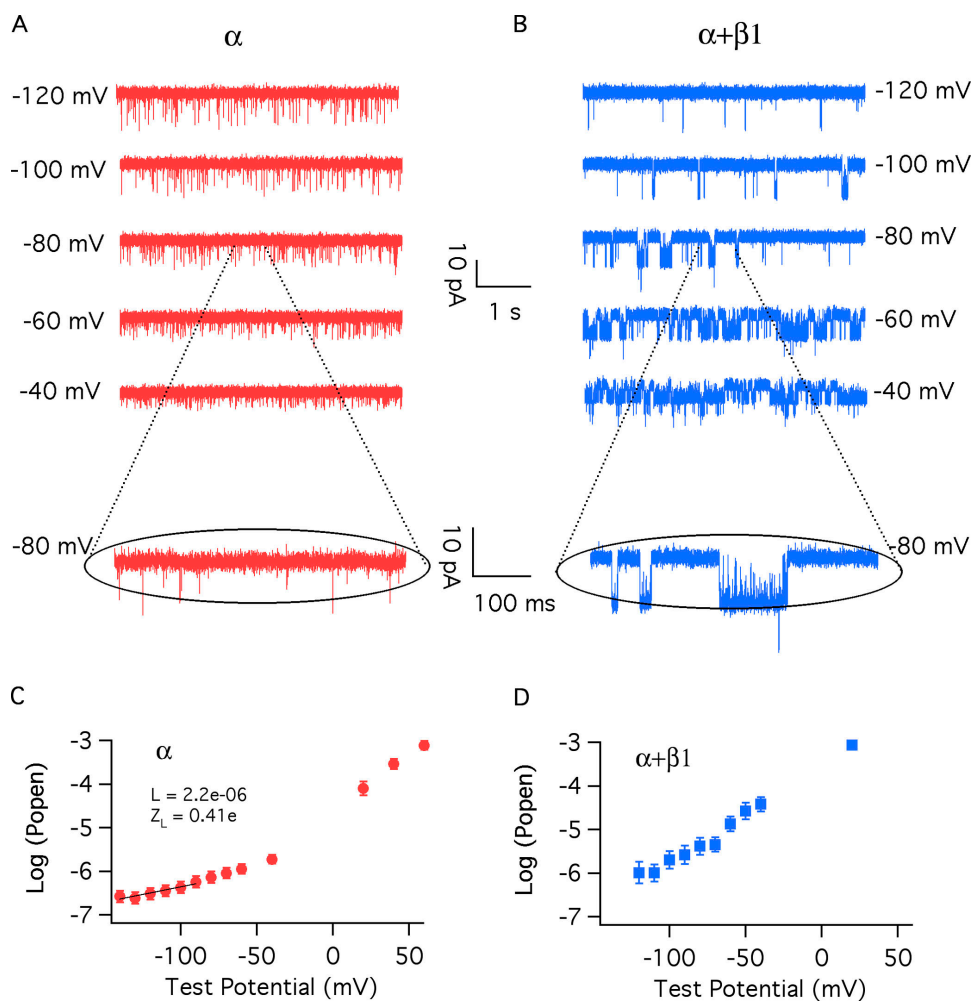 A
α
-120 mV
-100 mV
-80 mV
-60 mV
-40 mV
-80 mV
10 pA
1 s
10 pA
100 ms
B
α+β1
-120 mV
-100 mV
-80 mV
-60 mV
-40 mV
-80 mV
C
α
L = 2.2e-06
Z_L = 0.41e
Log (Popen)
-3
-4
-5
-6
-7
-100
-50
0
50
Test Potential (mV)
D
α+β1
Log (Popen)
-3
-4
-5
-6
-7
-100
-50
0
50
Test Potential (mV)